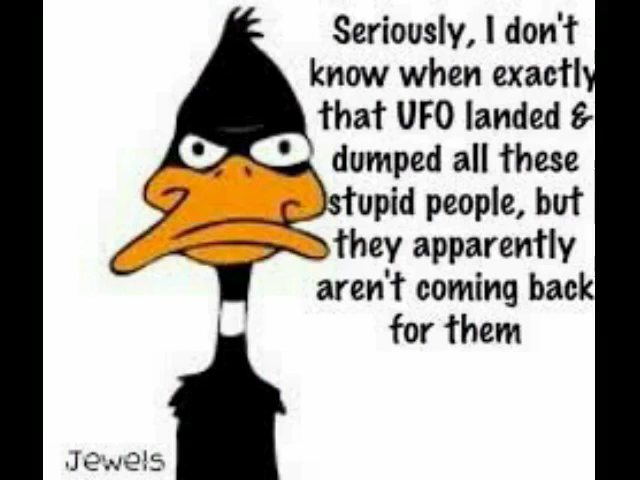 Seriously, I don't
know when exactly
that UFO landed &
dumped all these
stupid people, but
they apparently
aren't coming back
for them
Jewels